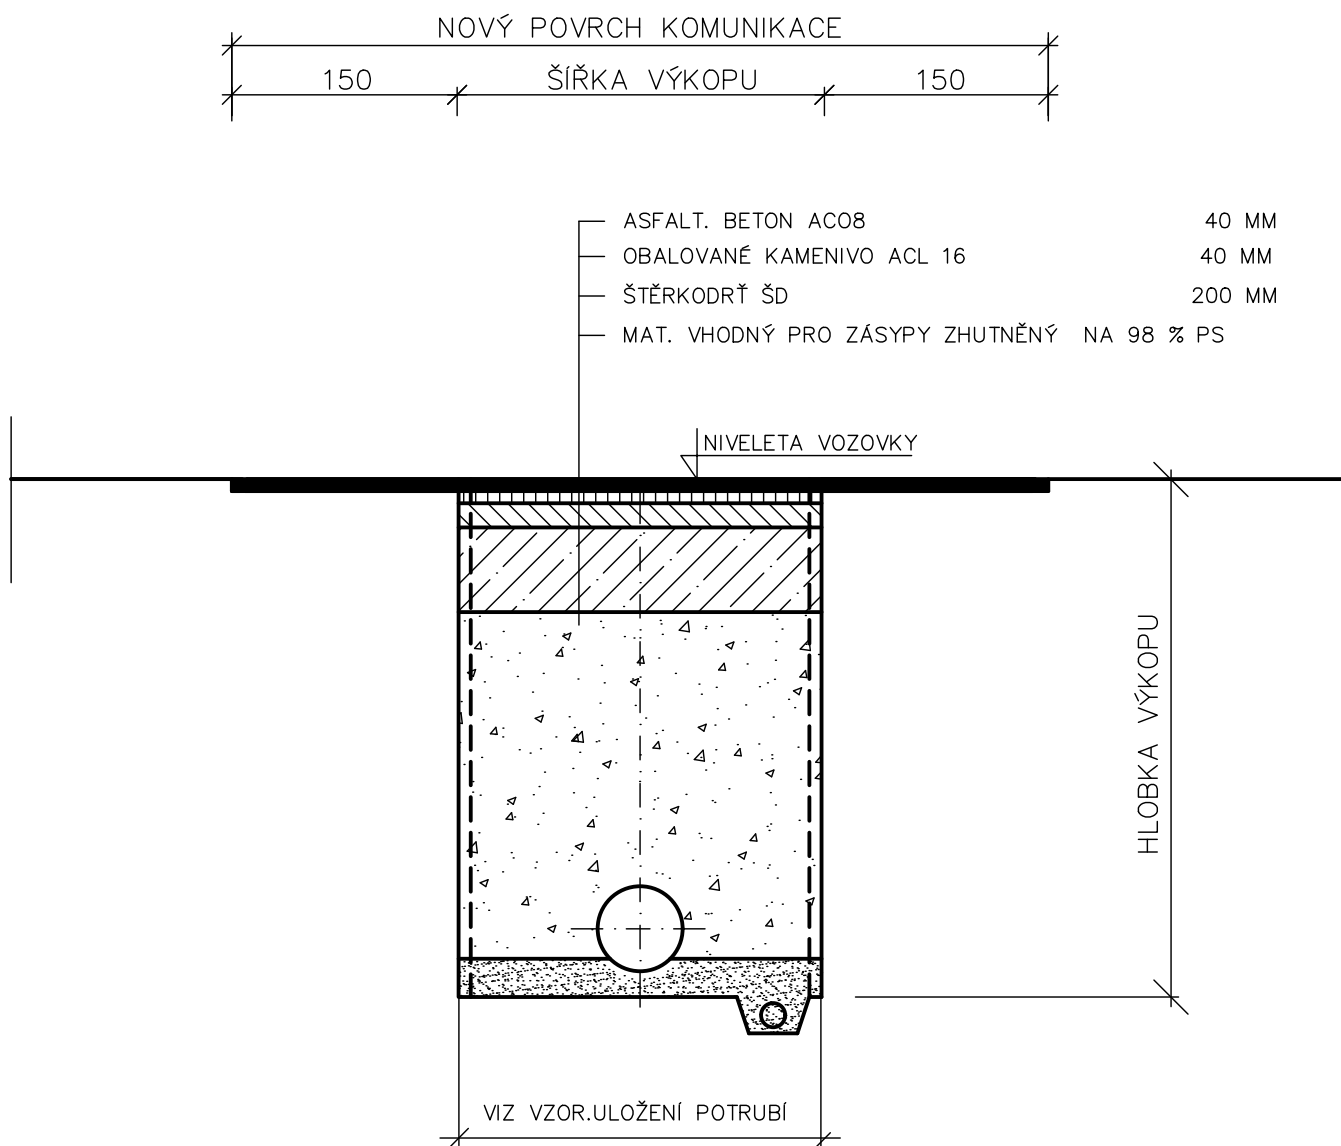 NOVÝ POVRCH KOMUNIKACE
150 ŠÍŘKA VÝKOPU 150
ASFALT. BETON ACO8 40 MM
OBALOVANÉ KAMENIVO ACL 16 40 MM
ŠTĚRKODRŤ ŠD 200 MM
MAT. VHODNÝ PRO ZÁSYPY ZHUTNĚNÝ NA 98 % PS
NIVELETA VOZOVKY
HLOBKA VÝKOPU
VIZ VZOR.ULOŽENÍ POTRUBÍ